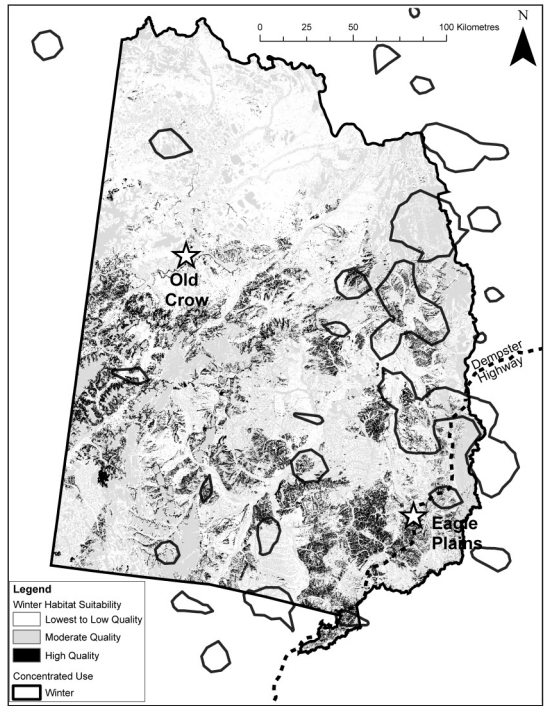 0 25 50 100 Kilometres
N
Old
Crow
Dempster
Highway
Eagle
Plains
Legend
Winter Habitat Suitability
Lowest to Low Quality
Moderate Quality
High Quality
Concentrated Use
Winter